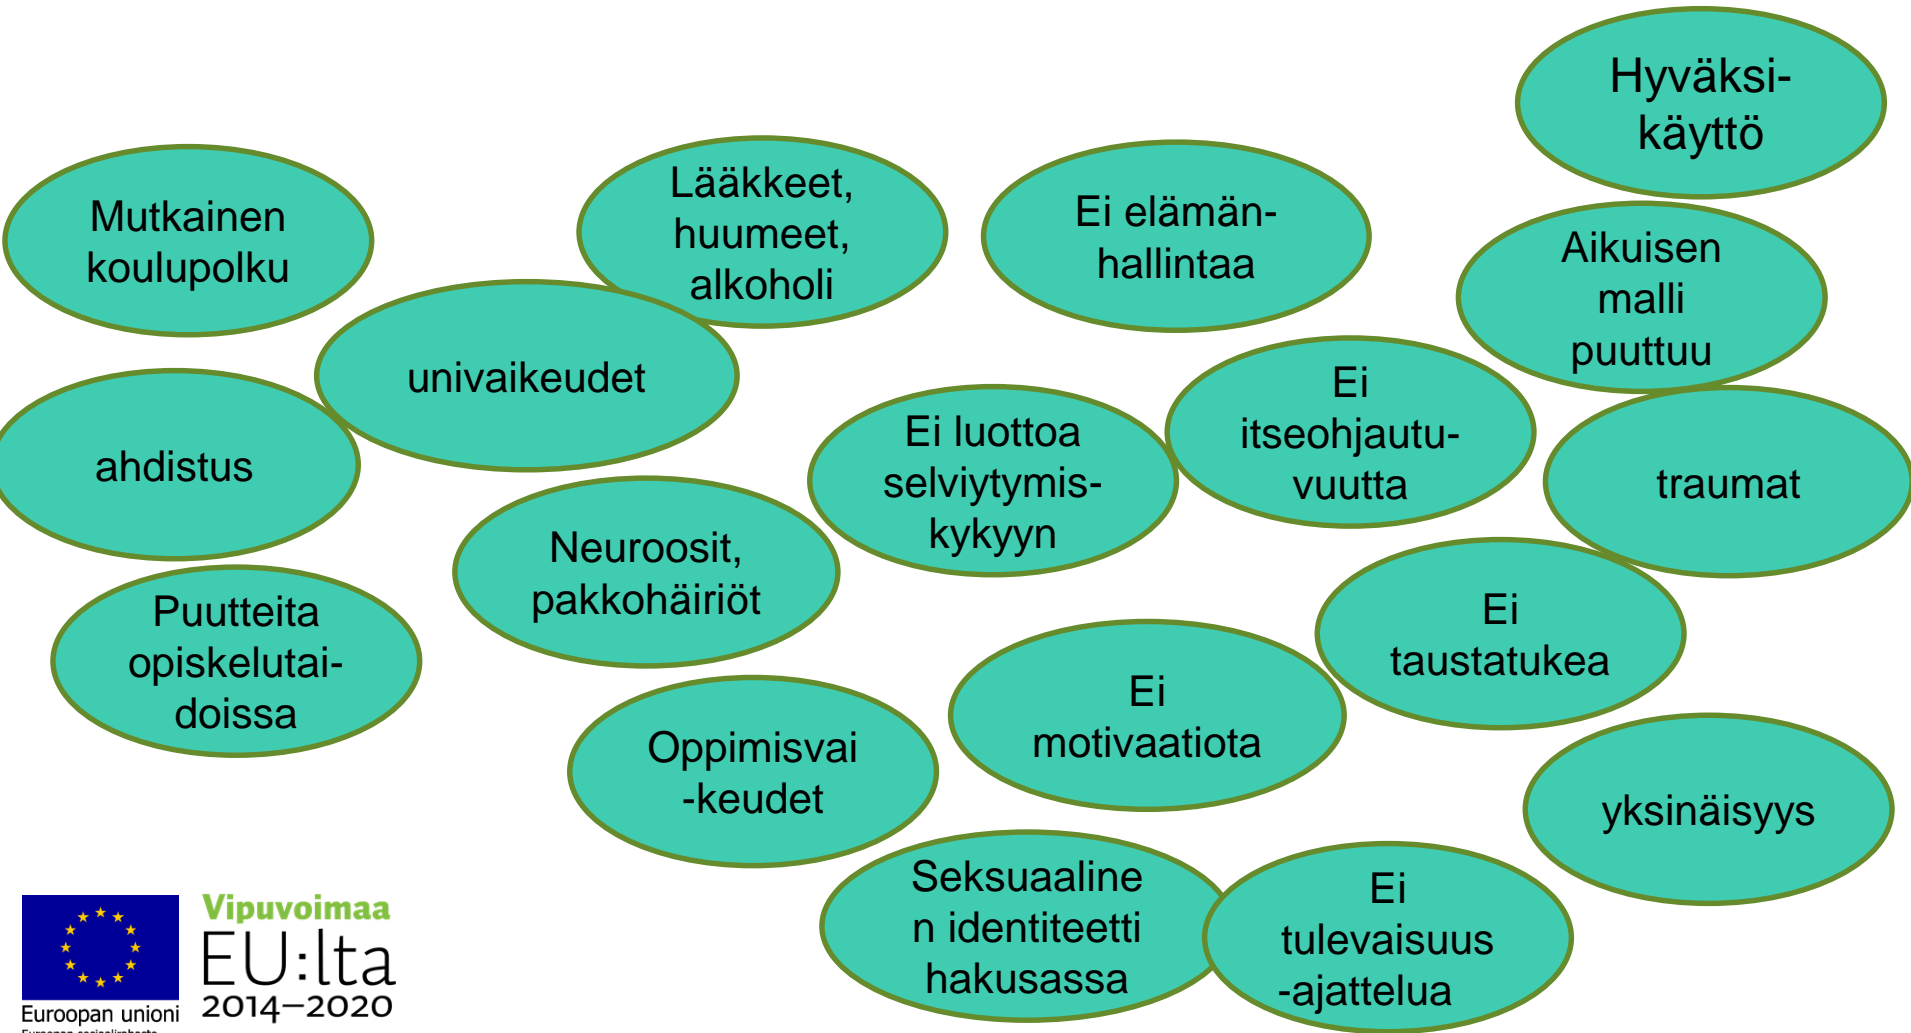 Hyväksi-
käyttö
Mutkainen
koulupolku
Lääkkeet,
huumeet,
alkoholi
Ei elämän-
hallintaa
Aikuisen
malli
puuttuu
univaikeudet
ahdistus
Ei luottoa
selviytymis-
kykyyn
Ei
itseohjautu-
vuutta
traumat
Neuroosit,
pakkohäiriöt
Puutteita
opiskelutai-
doissa
Ei
taustatukea
Oppimisvai
-keudet
Ei
motivaatiota
yksinäisyys
Seksuaaline
n identiteetti
hakusassa
Ei
tulevaisuus
-ajattelua
Vipuvoimaa
EU:lta
2014–2020
Euroopan unioni
Euroopan sosiaalirahasto